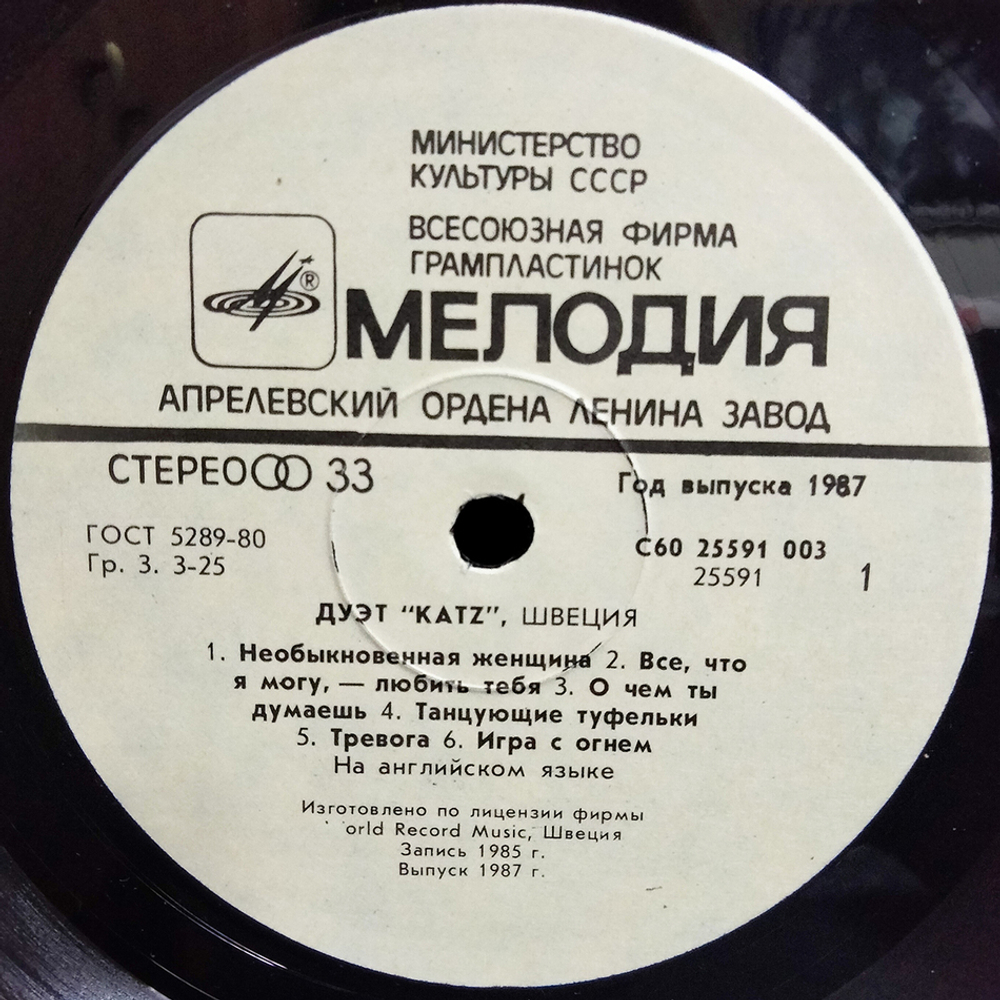 МИНИСТЕРСТВО
КУЛЬТУРЫ СССР
ВСЕСОЮЗНАЯ ФИРМА
ГРАМПЛАСТИНОК
®
МЕЛОДИЯ
АПРЕЛЕВСКИЙ ОРДЕНА ЛЕНИНА ЗАВОД
СТЕРЕО 33
Год выпуска 1987
ГОСТ 5289-80
Гр. 3. 3-25
С60 25591 003
25591
1
ДУЭТ "KATZ", ШВЕЦИЯ
1. Необыкновенная женщина 2. Все, что
я могу, — любить тебя 3. О чем ты
думаешь 4. Танцующие туфельки
5. Тревога 6. Игра с огнем
На английском языке
Изготовлено по лицензии фирмы
orld Record Music, Швеция
Запись 1985 г.
Выпуск 1987 г.